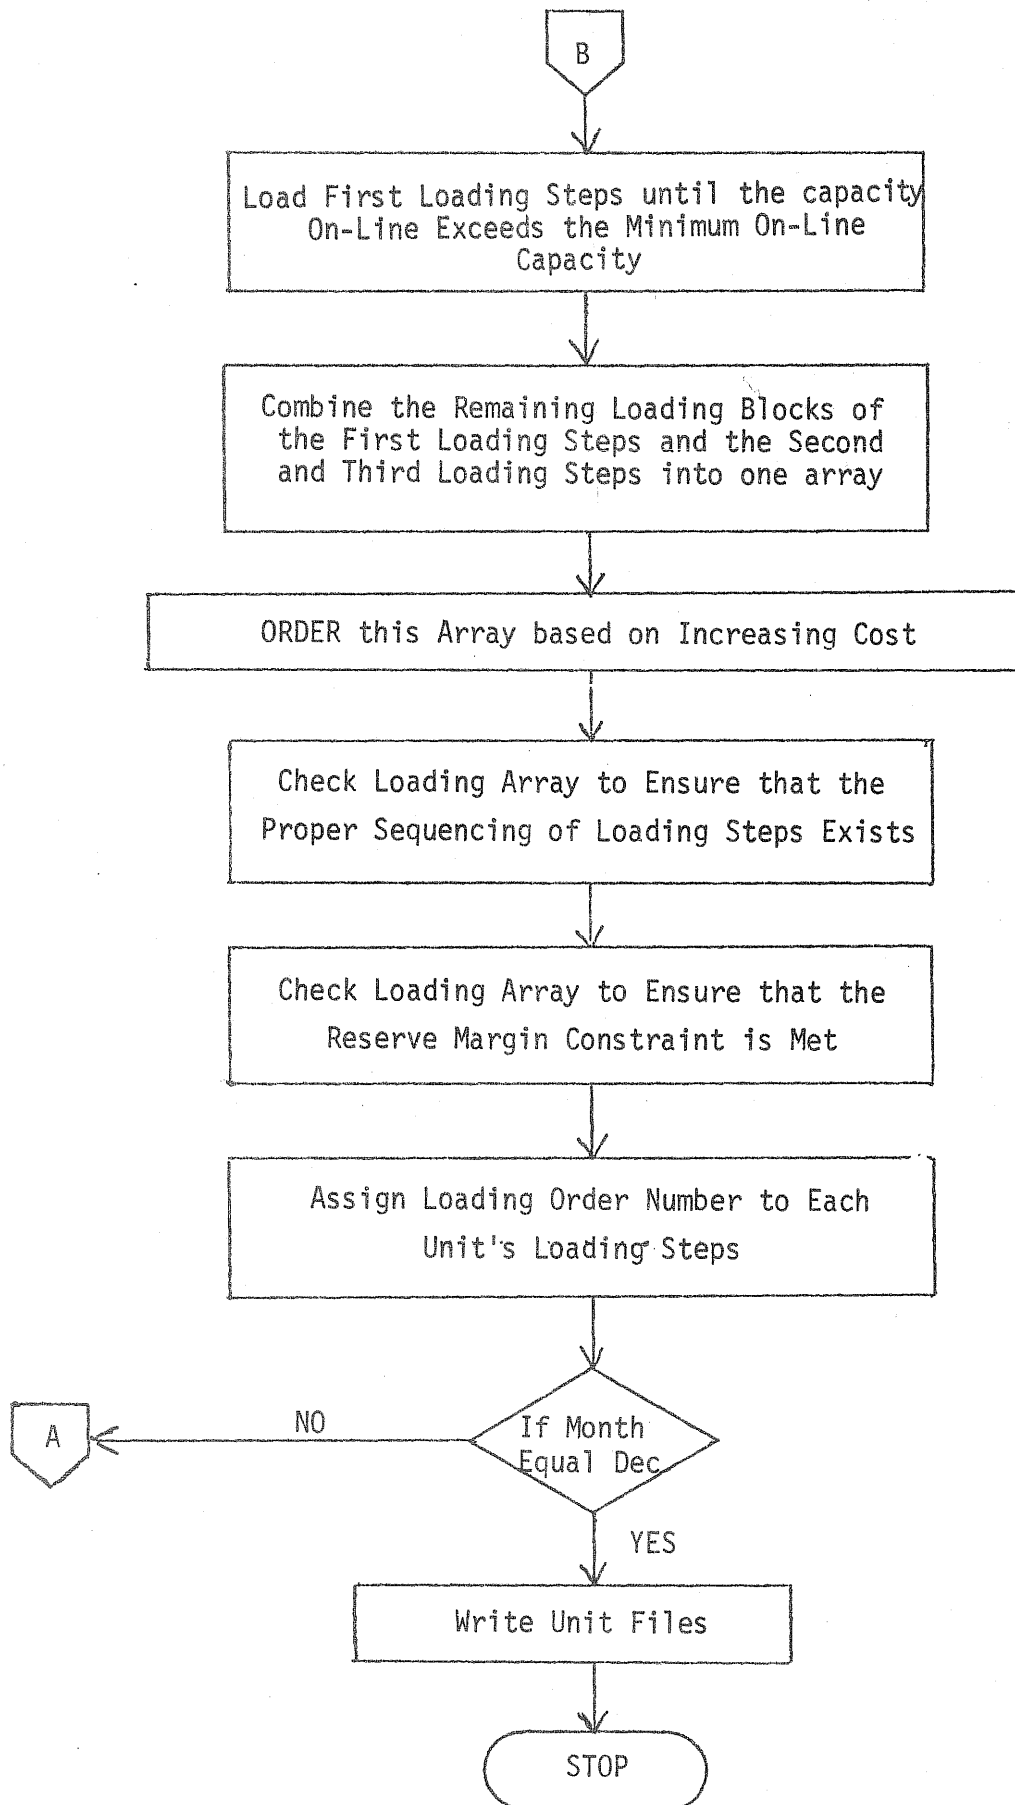 B
Load First Loading Steps until the capacity
On-Line Exceeds the Minimum On-Line
Capacity
Combine the Remaining Loading Blocks of
the First Loading Steps and the Second
and Third Loading Steps into one array
ORDER this Array based on Increasing Cost
Check Loading Array to Ensure that the
Proper Sequencing of Loading Steps Exists
Check Loading Array to Ensure that the
Reserve Margin Constraint is Met
Assign Loading Order Number to Each
Unit's Loading Steps
If Month
Equal Dec
NO
A
YES
Write Unit Files
STOP